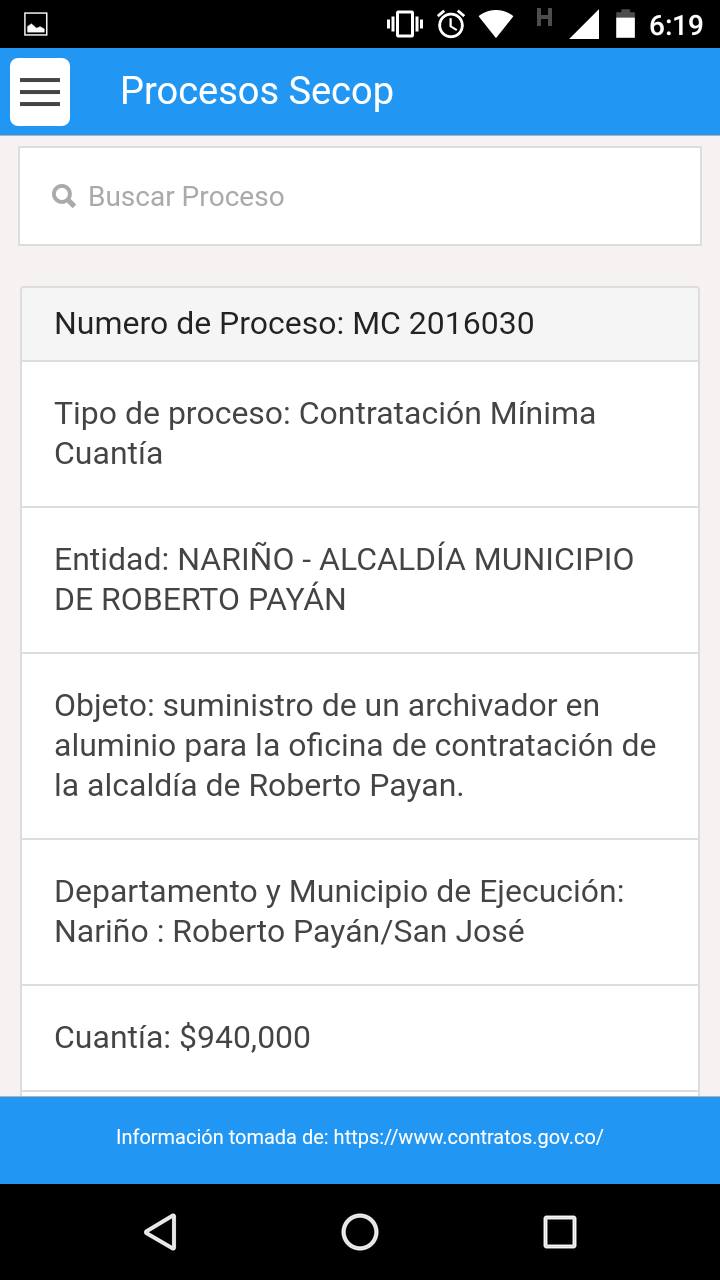 H
6:19
Procesos Secop
Buscar Proceso
Numero de Proceso: MC 2016030
Tipo de proceso: Contratación Mínima
Cuantía
Entidad: NARIÑO - ALCALDÍA MUNICIPIO
DE ROBERTO PAYÁN
Objeto: suministro de un archivador en
aluminio para la oficina de contratación de
la alcaldía de Roberto Payan.
Departamento y Municipio de Ejecución:
Nariño : Roberto Payán/San José
Cuantía: $940,000
Información tomada de: https://www.contratos.gov.co/